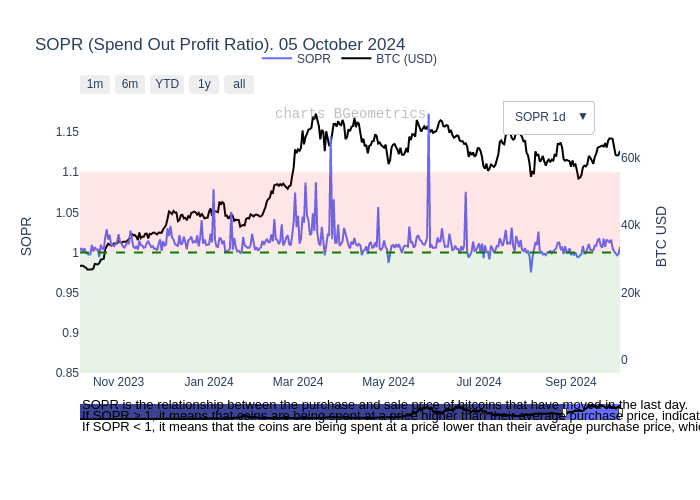 SOPR (Spend Out Profit Ratio). 05 October 2024
SOPR BTC (USD)
1m 6m YTD 1y all
charts BGeometrics
SOPR 1d ▼
1.15
1.1
1.05
1
0.95
0.9
0.85
SOPR
60k
40k
20k
0
BTC USD
Nov 2023 Jan 2024 Mar 2024 May 2024 Jul 2024 Sep 2024
SOPR is the relationship between the purchase and sale price of bitcoins that have moved in the last day.
If SOPR > 1, it means that coins are being spent at a price higher than their average purchase price, indicat
If SOPR < 1, it means that the coins are being spent at a price lower than their average purchase price, whic